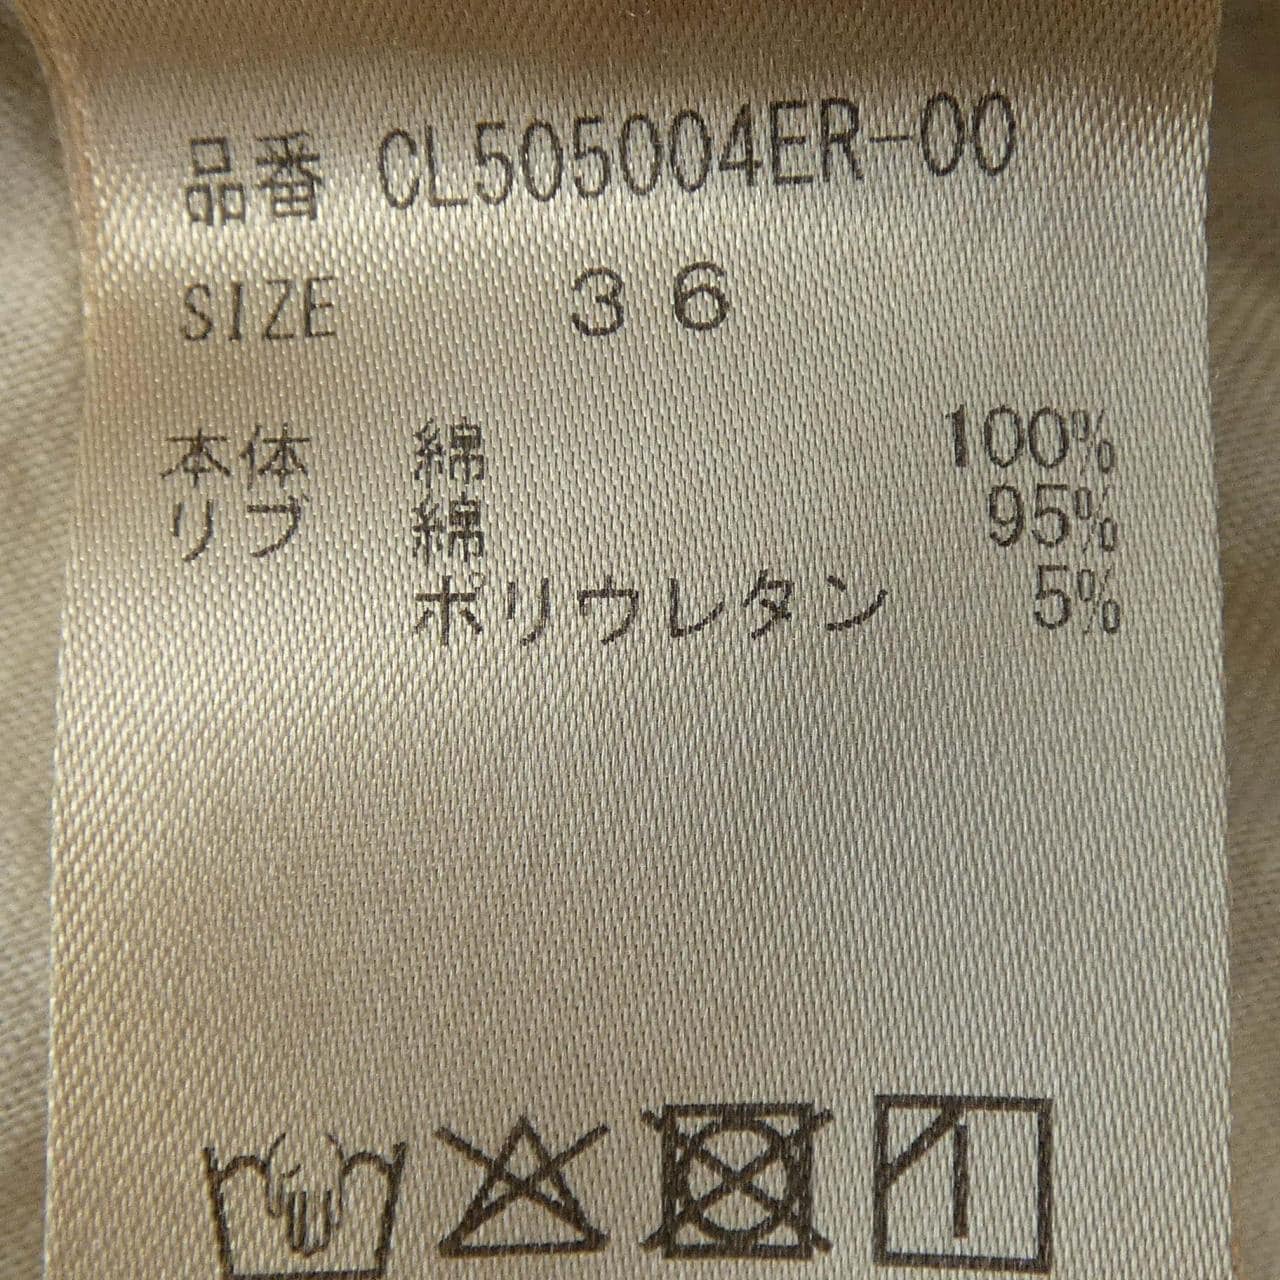 品番 CL505004ER-00
SIZE 36
本体 綿 100%
リブ 綿 95%
ポリウレタン 5%